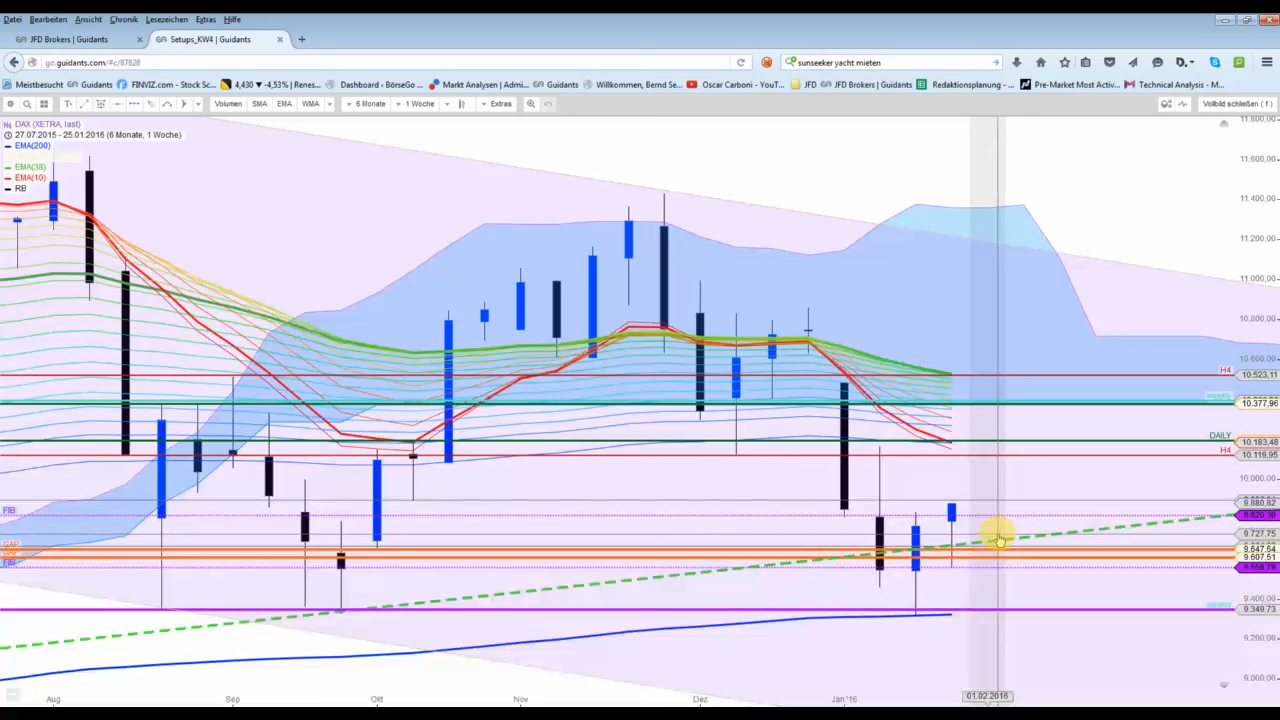 Datei Bearbeiten Ansicht Chronik Lesezeichen Extras Hilfe
JFD Brokers | Guidants × Setups_KW4 | Guidants × +
go.guidants.com/#c/87828 sunseeker yacht mieten
Meistbesucht Guidants FINVIZ.com - Stock Sc... 4,430 ▼ -4,53% | Renes... Dashboard - BörseGo ... Markt Analysen | Admi... Guidants Willkommen, Bernd Se... Oscar Carboni - YouT... JFD JFD Brokers | Guidants Redaktionsplanung - ... Pre-Market Most Activ... Technical Analysis - M...
Volumen SMA EMA WMA 6 Monate 1 Woche Extras Vollbild schließen ( f )
DAX (XETRA, last)
27.07.2015 - 25.01.2016 (6 Monate, 1 Woche)
EMA(200)
EMA(38)
EMA(10)
RB
11.800,00
11.600,00
11.400,00
11.200,00
11.000,00
10.800,00
10.600,00
H4 10.523,11
10.377,96
DAILY 10.183,48
H4 10.119,95
10.000,00
9.880,82
FIB 9.820,30
9.727,75
GAP 9.647,64
9.607,51
FIB
9.400,00
9.349,73
9.200,00
9.000,00
Aug Sep Okt Nov Dez Jan '16 01.02.2016